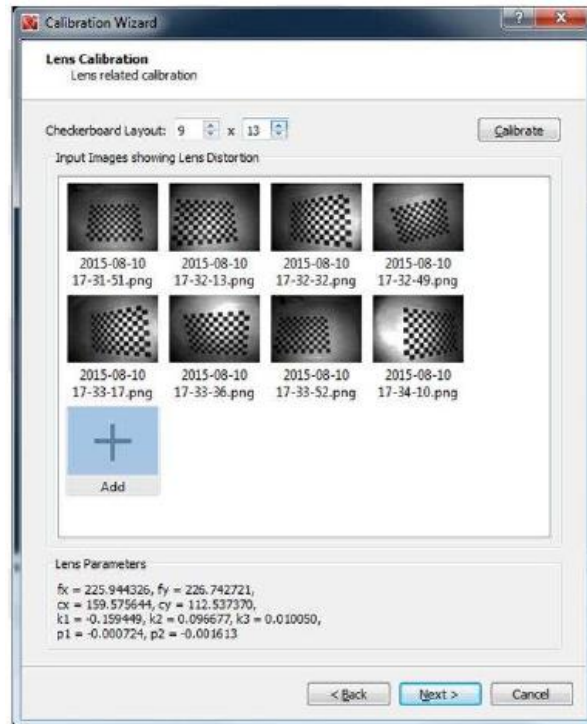 Calibration Wizard
Lens Calibration
Lens related calibration
Checkerboard Layout: 9 x 13 Calibrate
Input Images showing Lens Distortion
2015-08-10 2015-08-10 2015-08-10 2015-08-10
17-31-51.png 17-32-13.png 17-32-32.png 17-32-49.png
2015-08-10 2015-08-10 2015-08-10 2015-08-10
17-33-17.png 17-33-36.png 17-33-52.png 17-34-10.png
Add
Lens Parameters
fx = 225.944326, fy = 226.742721,
cx = 159.575644, cy = 112.537370,
k1 = -0.159449, k2 = 0.096677, k3 = 0.010050,
p1 = -0.000724, p2 = -0.001613
< Back Next > Cancel